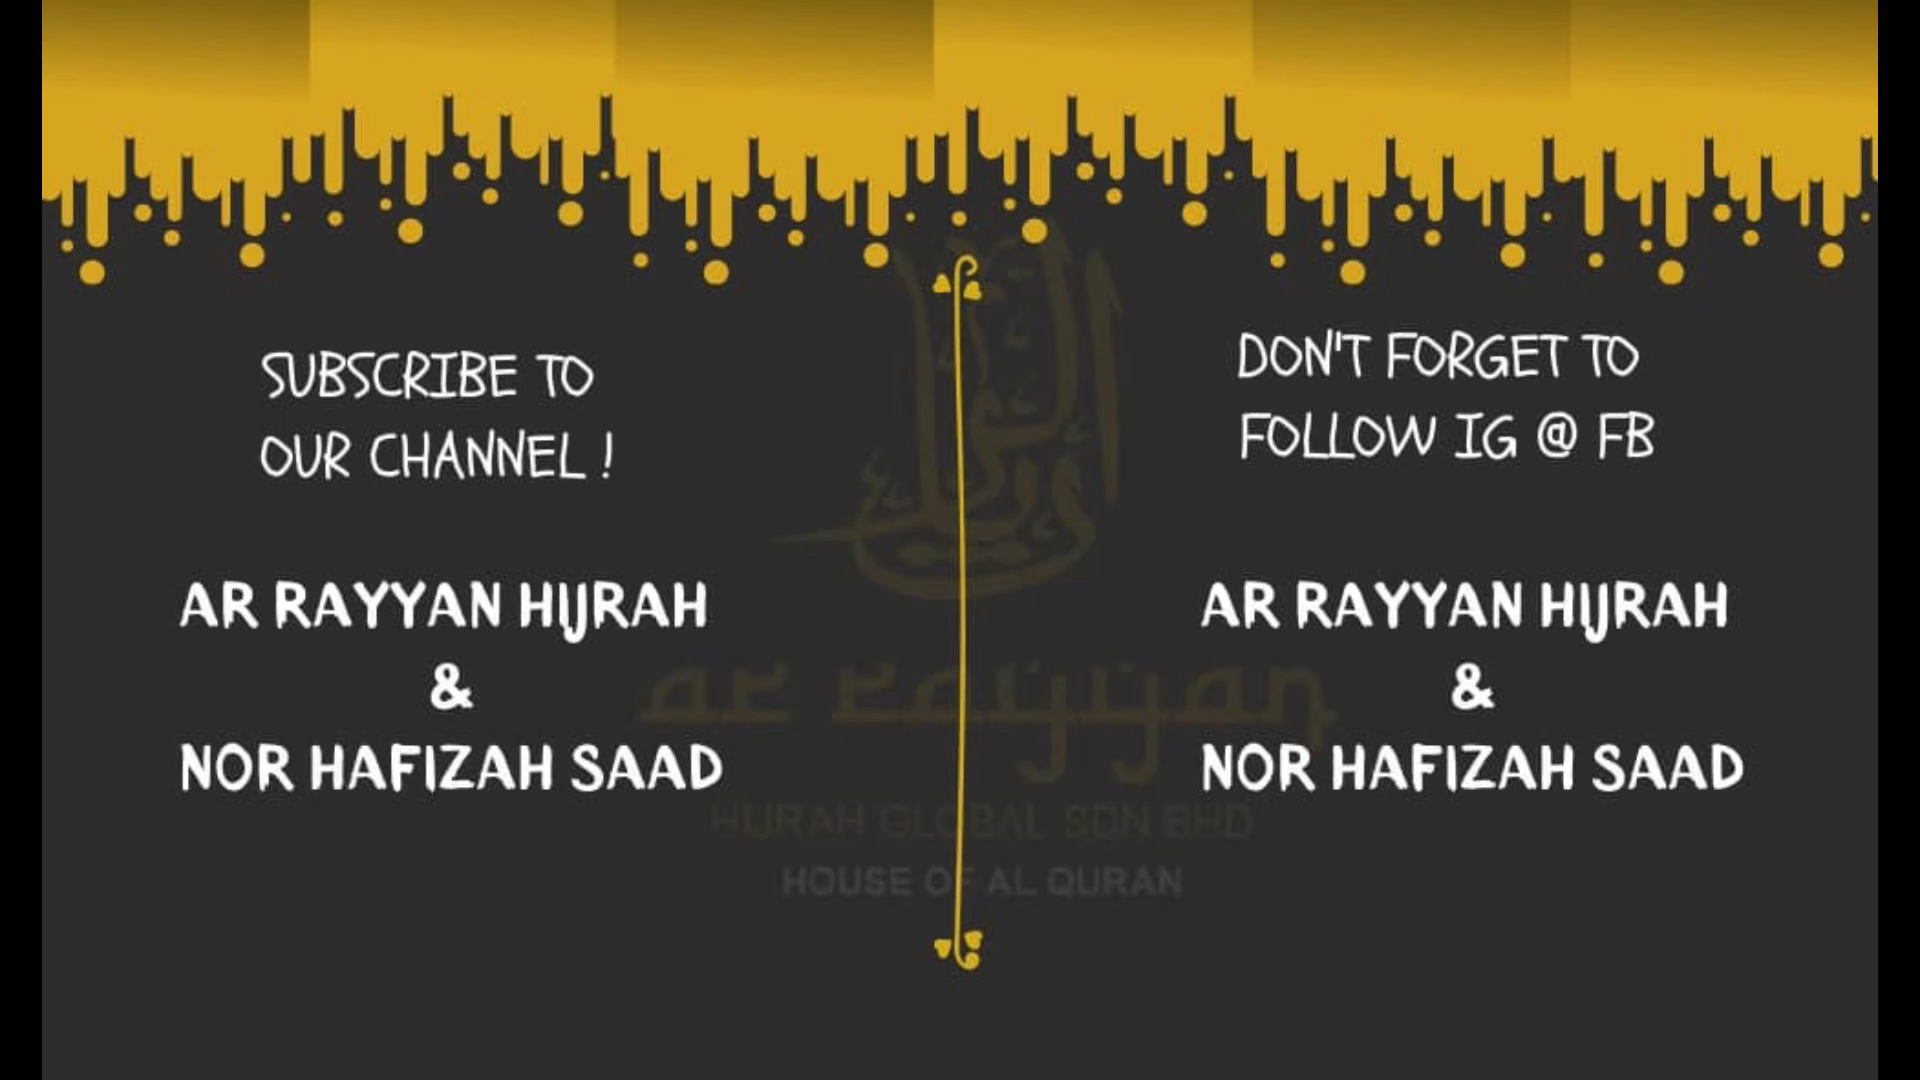 SUBSCRIBE TO
OUR CHANNEL !
AR RAYYAN HIJRAH
&
NOR HAFIZAH SAAD
DON'T FORGET TO
FOLLOW IG @ FB
AR RAYYAN HIJRAH
&
NOR HAFIZAH SAAD
ar rayyan
HIJRAH GLOBAL SDN BHD
HOUSE OF AL QURAN